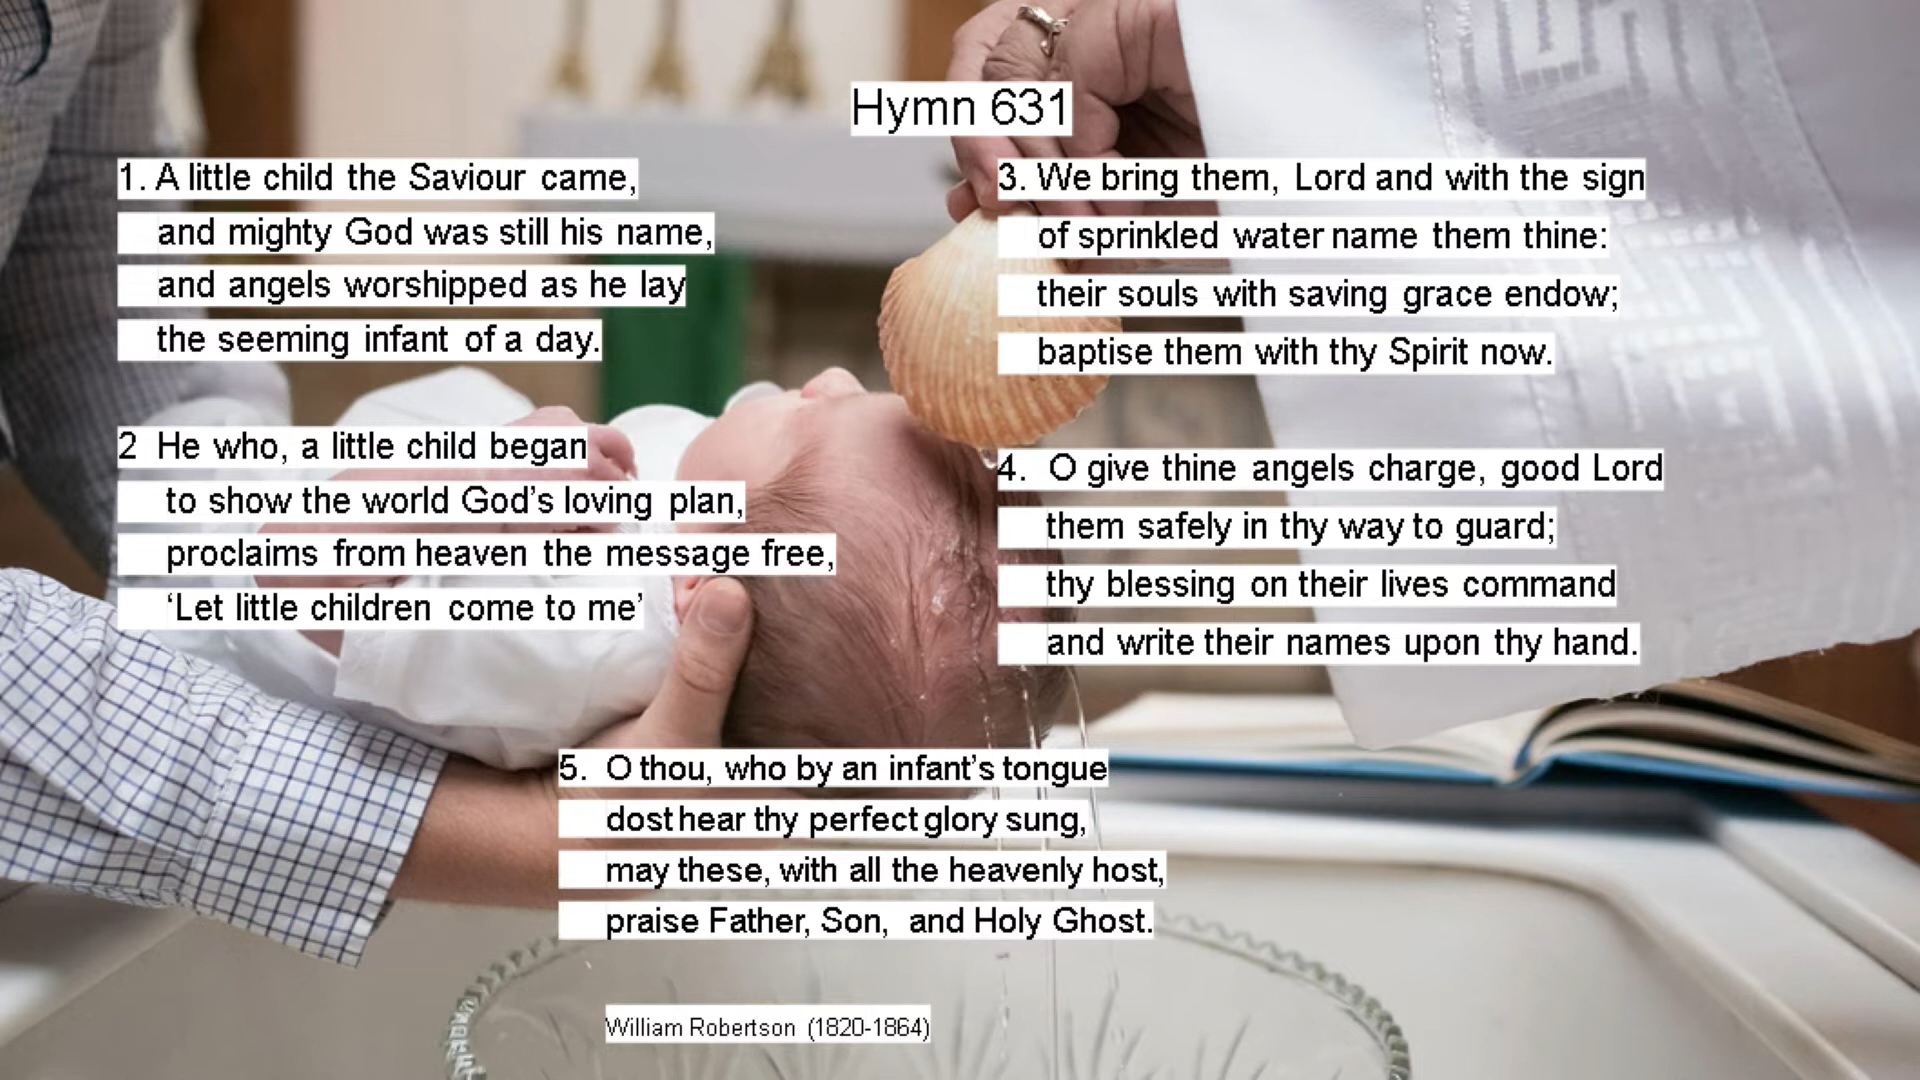 Hymn 631
1. A little child the Saviour came,
and mighty God was still his name,
and angels worshipped as he lay
the seeming infant of a day.
2 He who, a little child began
to show the world God’s loving plan,
proclaims from heaven the message free,
‘Let little children come to me’
3. We bring them, Lord and with the sign
of sprinkled water name them thine:
their souls with saving grace endow;
baptise them with thy Spirit now.
4. O give thine angels charge, good Lord
them safely in thy way to guard;
thy blessing on their lives command
and write their names upon thy hand.
5. O thou, who by an infant’s tongue
dost hear thy perfect glory sung,
may these, with all the heavenly host,
praise Father, Son, and Holy Ghost.
William Robertson (1820-1864)